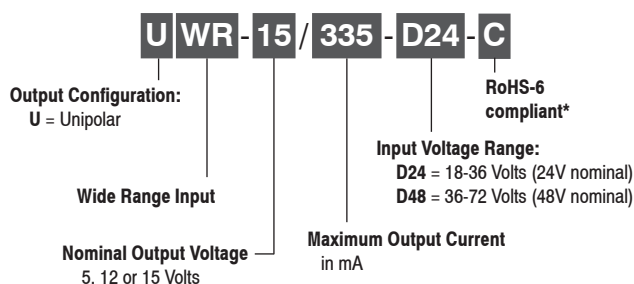 UWR-15/335-D24-C
Output Configuration:
U = Unipolar
RoHS-6
compliant*
Input Voltage Range:
D24 = 18-36 Volts (24V nominal)
D48 = 36-72 Volts (48V nominal)
Wide Range Input
Maximum Output Current
in mA
Nominal Output Voltage
5, 12 or 15 Volts